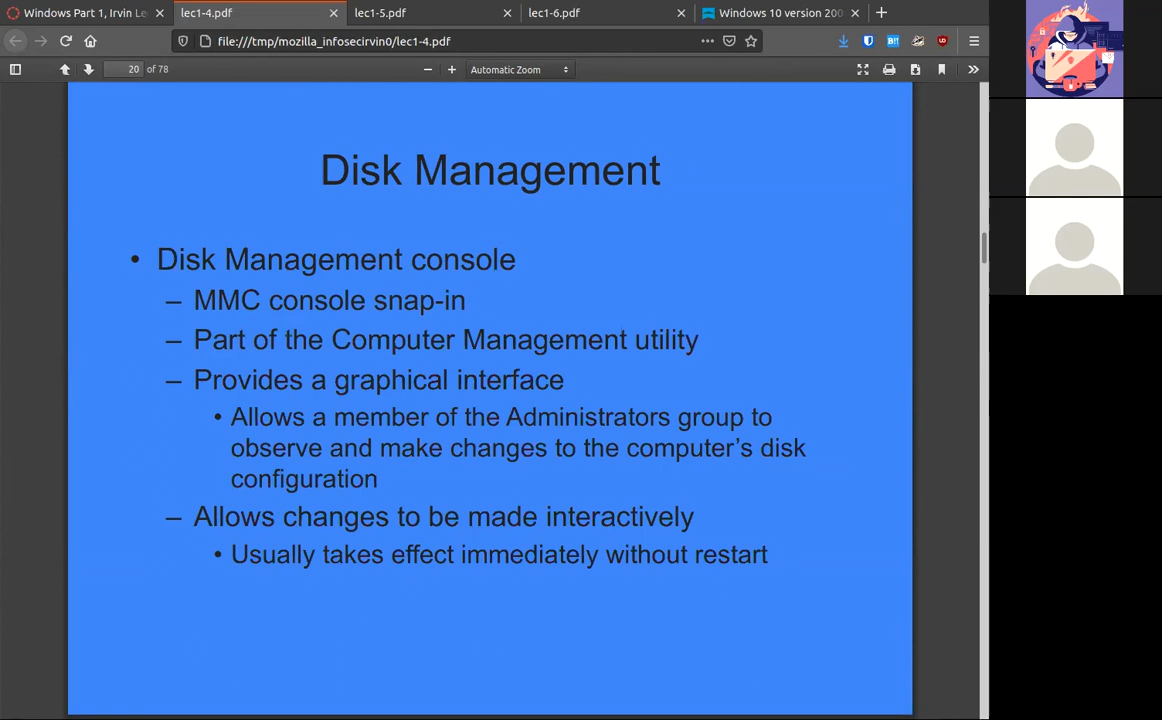 Windows Part 1, Irvin Le
lec1-4.pdf
lec1-5.pdf
lec1-6.pdf
Windows 10 version 200
file:///tmp/mozilla_infosecirvin0/lec1-4.pdf
20 of 78
Automatic Zoom
Disk Management
• Disk Management console
– MMC console snap-in
– Part of the Computer Management utility
– Provides a graphical interface
• Allows a member of the Administrators group to
observe and make changes to the computer’s disk
configuration
– Allows changes to be made interactively
• Usually takes effect immediately without restart